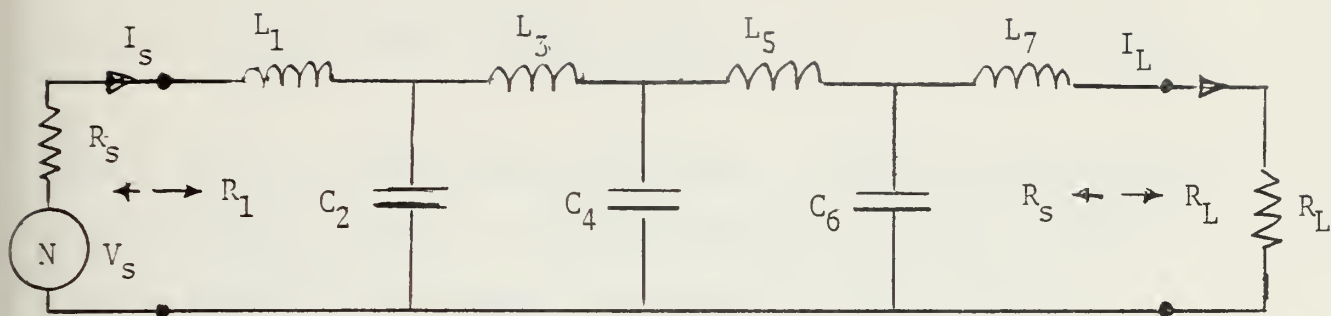 I_s L_1 L_3 L_5 L_7 I_L
R_s R_1 C_2 C_4 C_6 R_s R_L R_L
N V_s